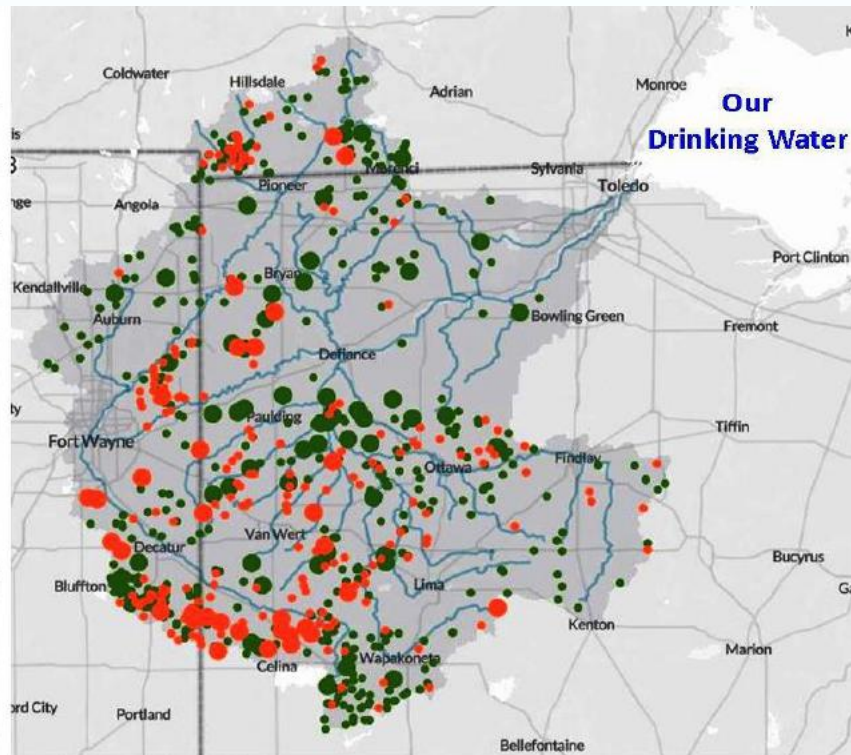 Coldwater
Hillsdale
Adrian
Monroe
Our
Drinking Water
Morenci
Sylvania
Pioneer
Toledo
Angola
Port Clinton
Kendallville
Bryan
Auburn
Bowling Green
Fremont
Defiance
Paulding
Tiffin
Fort Wayne
Ottawa
Findlay
Van Wert
Decatur
Bucyrus
Bluffton
Lima
Kenton
Marion
Celina
Wapakoneta
Portland
Bellefontaine